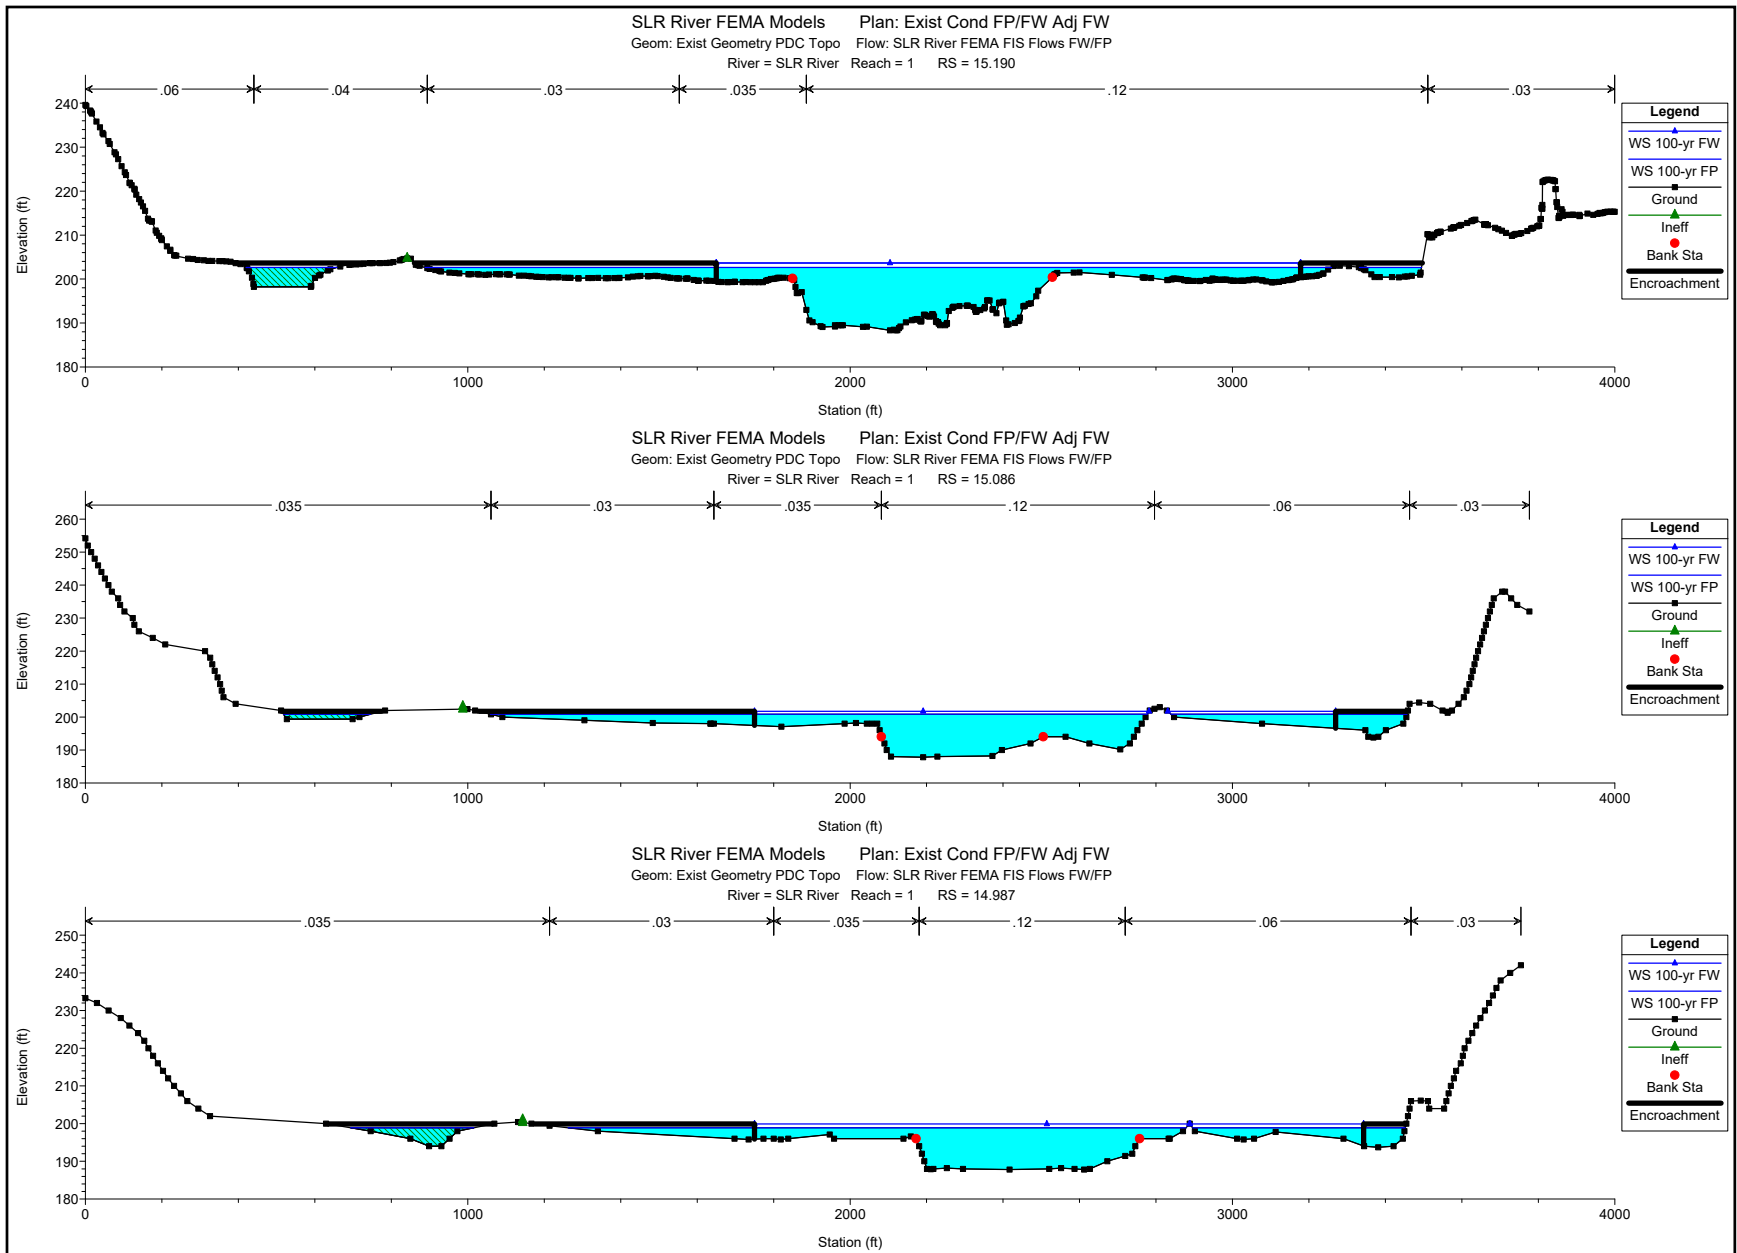 SLR River FEMA Models Plan: Exist Cond FP/FW Adj FW
Geom: Exist Geometry PDC Topo Flow: SLR River FEMA FIS Flows FW/FP
River = SLR River Reach = 1 RS = 15.190
.06 .04 .03 .035 .12 .03
240
230
220
210
200
190
180
Elevation (ft)
0 1000 2000 3000 4000
Station (ft)
Legend
WS 100-yr FW
WS 100-yr FP
Ground
Ineff
Bank Sta
Encroachment
SLR River FEMA Models Plan: Exist Cond FP/FW Adj FW
Geom: Exist Geometry PDC Topo Flow: SLR River FEMA FIS Flows FW/FP
River = SLR River Reach = 1 RS = 15.086
.035 .03 .035 .12 .06 .03
260
250
240
230
220
210
200
190
180
Elevation (ft)
0 1000 2000 3000 4000
Station (ft)
Legend
WS 100-yr FW
WS 100-yr FP
Ground
Ineff
Bank Sta
Encroachment
SLR River FEMA Models Plan: Exist Cond FP/FW Adj FW
Geom: Exist Geometry PDC Topo Flow: SLR River FEMA FIS Flows FW/FP
River = SLR River Reach = 1 RS = 14.987
.035 .03 .035 .12 .06 .03
250
240
230
220
210
200
190
180
Elevation (ft)
0 1000 2000 3000 4000
Station (ft)
Legend
WS 100-yr FW
WS 100-yr FP
Ground
Ineff
Bank Sta
Encroachment